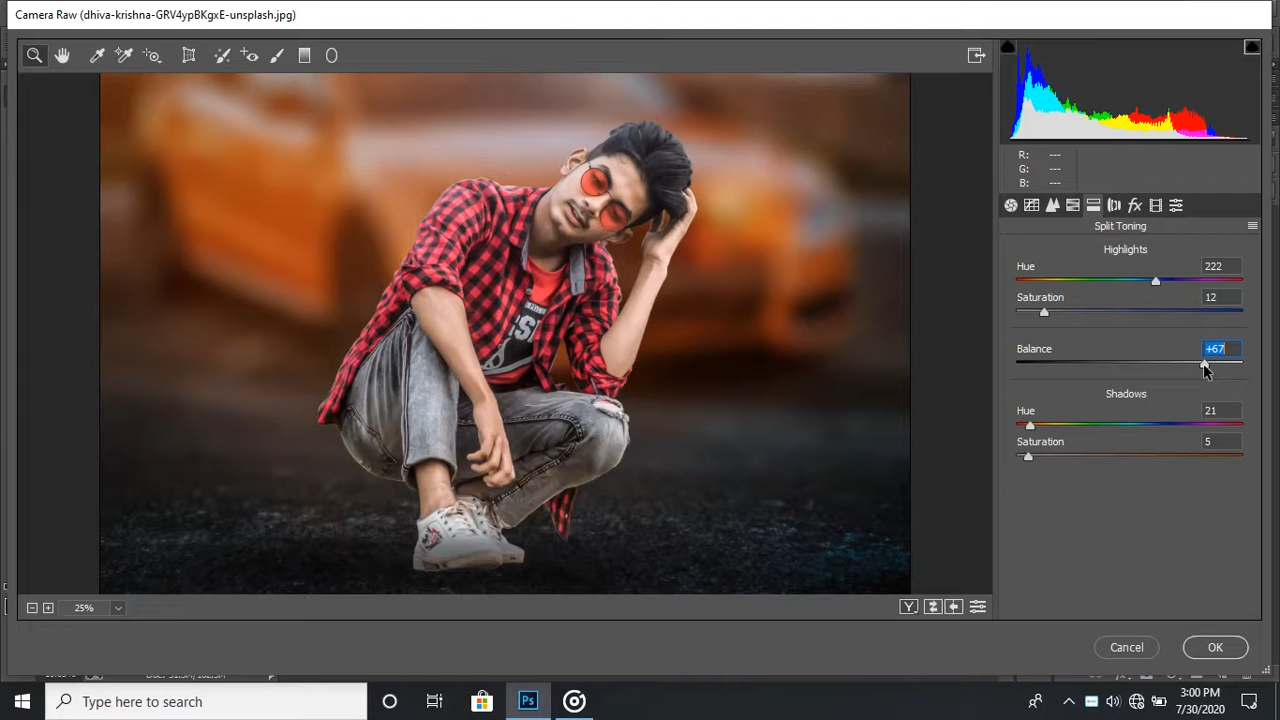 Camera Raw (dhiva-krishna-GRV4ypBKgxE-unsplash.jpg)
R: ---
G: ---
B: ---
Split Toning
Highlights
Hue 222
Saturation 12
Balance +67
Shadows
Hue 21
Saturation 5
25%
Y
Cancel OK
Type here to search
Ps
3:00 PM
7/30/2020